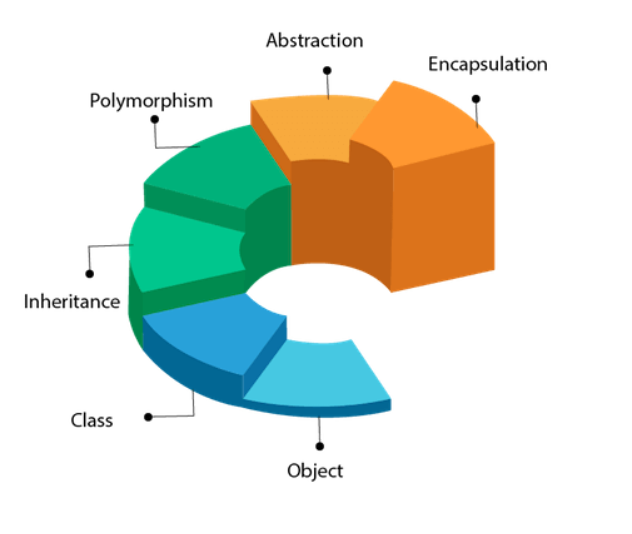 Abstraction
Encapsulation
Polymorphism
Inheritance
Class
Object